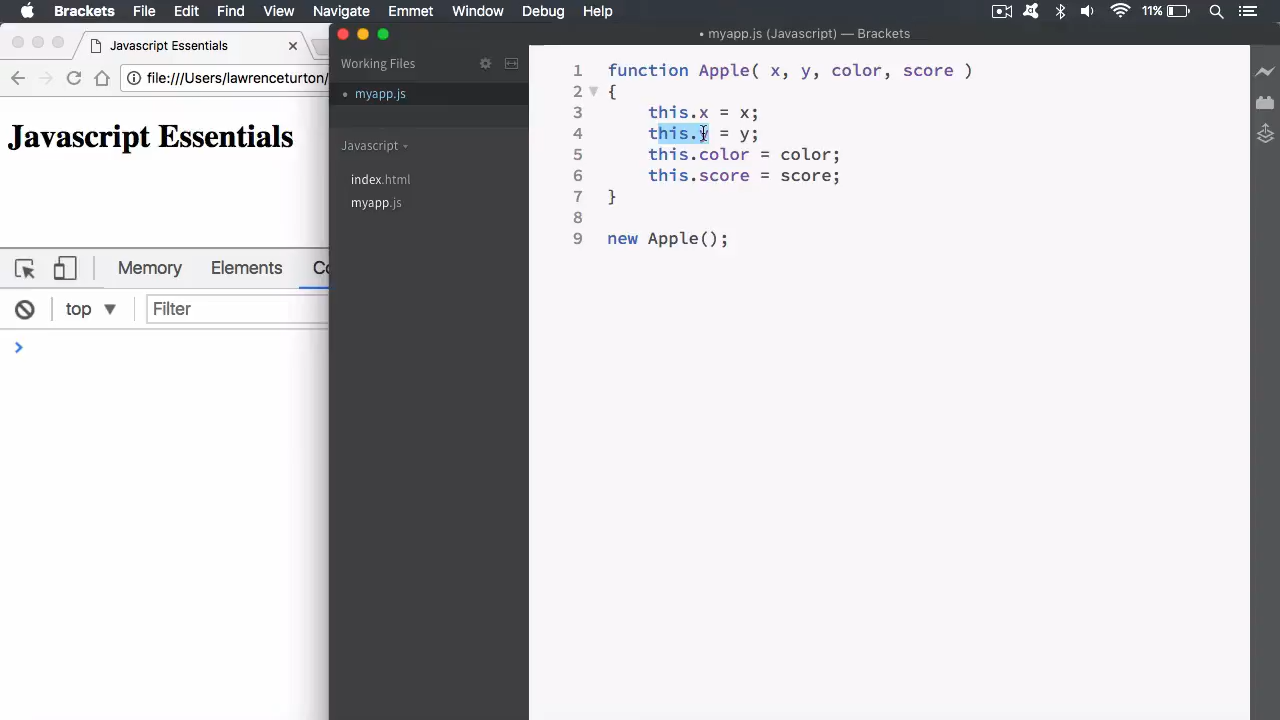 Brackets File Edit Find View Navigate Emmet Window Debug Help 11%
Javascript Essentials
file:///Users/lawrenceturton/
Javascript Essentials
Memory Elements Co
top Filter
• myapp.js (Javascript) — Brackets
Working Files
• myapp.js
Javascript
index.html
myapp.js
1 function Apple( x, y, color, score )
2 {
3 this.x = x;
4 this.y = y;
5 this.color = color;
6 this.score = score;
7 }
8
9 new Apple();